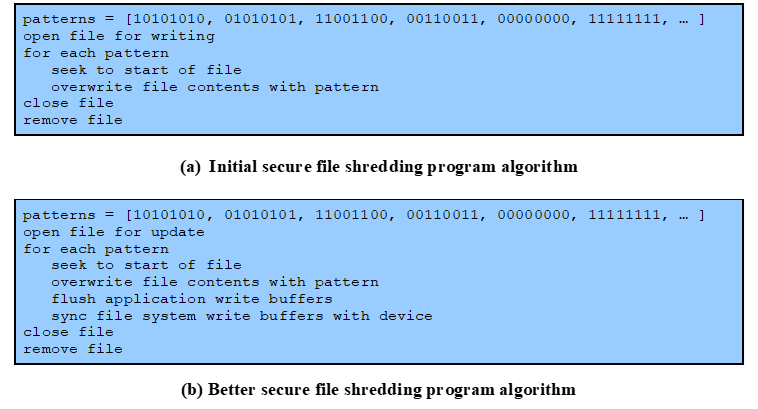 patterns = [10101010, 01010101, 11001100, 00110011, 00000000, 11111111, … ]
open file for writing
for each pattern
   seek to start of file
   overwrite file contents with pattern
close file
remove file
(a) Initial secure file shredding program algorithm
patterns = [10101010, 01010101, 11001100, 00110011, 00000000, 11111111, … ]
open file for update
for each pattern
   seek to start of file
   overwrite file contents with pattern
   flush application write buffers
   sync file system write buffers with device
close file
remove file
(b) Better secure file shredding program algorithm